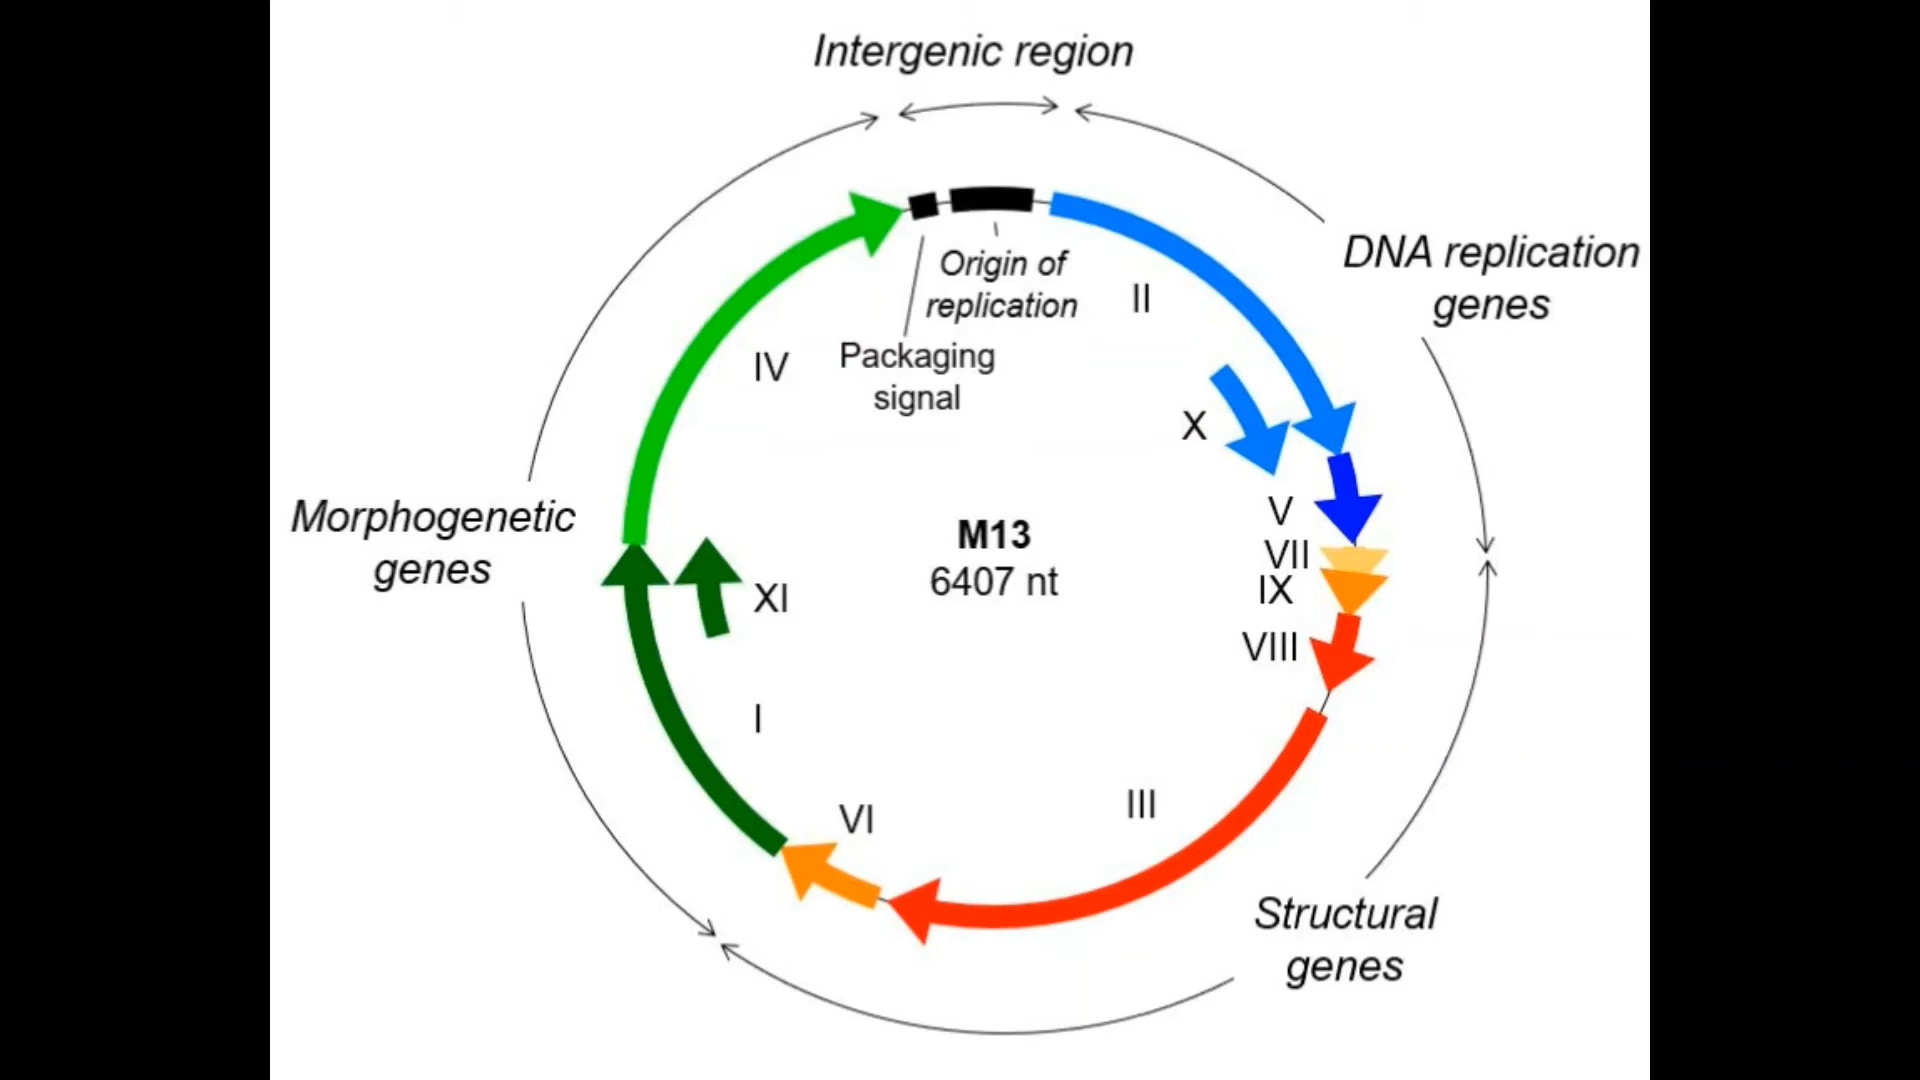 Intergenic region
DNA replication
genes
Origin of
replication
II
IV
Packaging
signal
X
Morphogenetic
genes
V
M13
6407 nt
VII
IX
XI
VIII
I
III
VI
Structural
genes